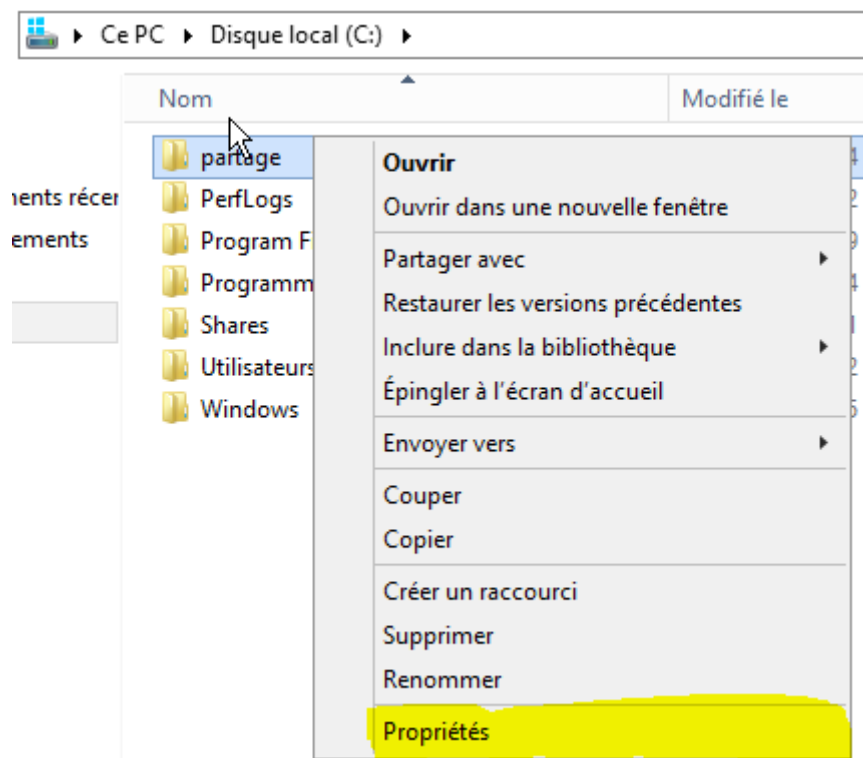 Ce PC Disque local (C:)
Nom Modifié le
partage
PerfLogs
Program F
Programm
Shares
Utilisateurs
Windows
ements
Ouvrir
Ouvrir dans une nouvelle fenêtre
Partager avec
Restaurer les versions précédentes
Inclure dans la bibliothèque
Épingler à l'écran d'accueil
Envoyer vers
Couper
Copier
Créer un raccourci
Supprimer
Renommer
Propriétés